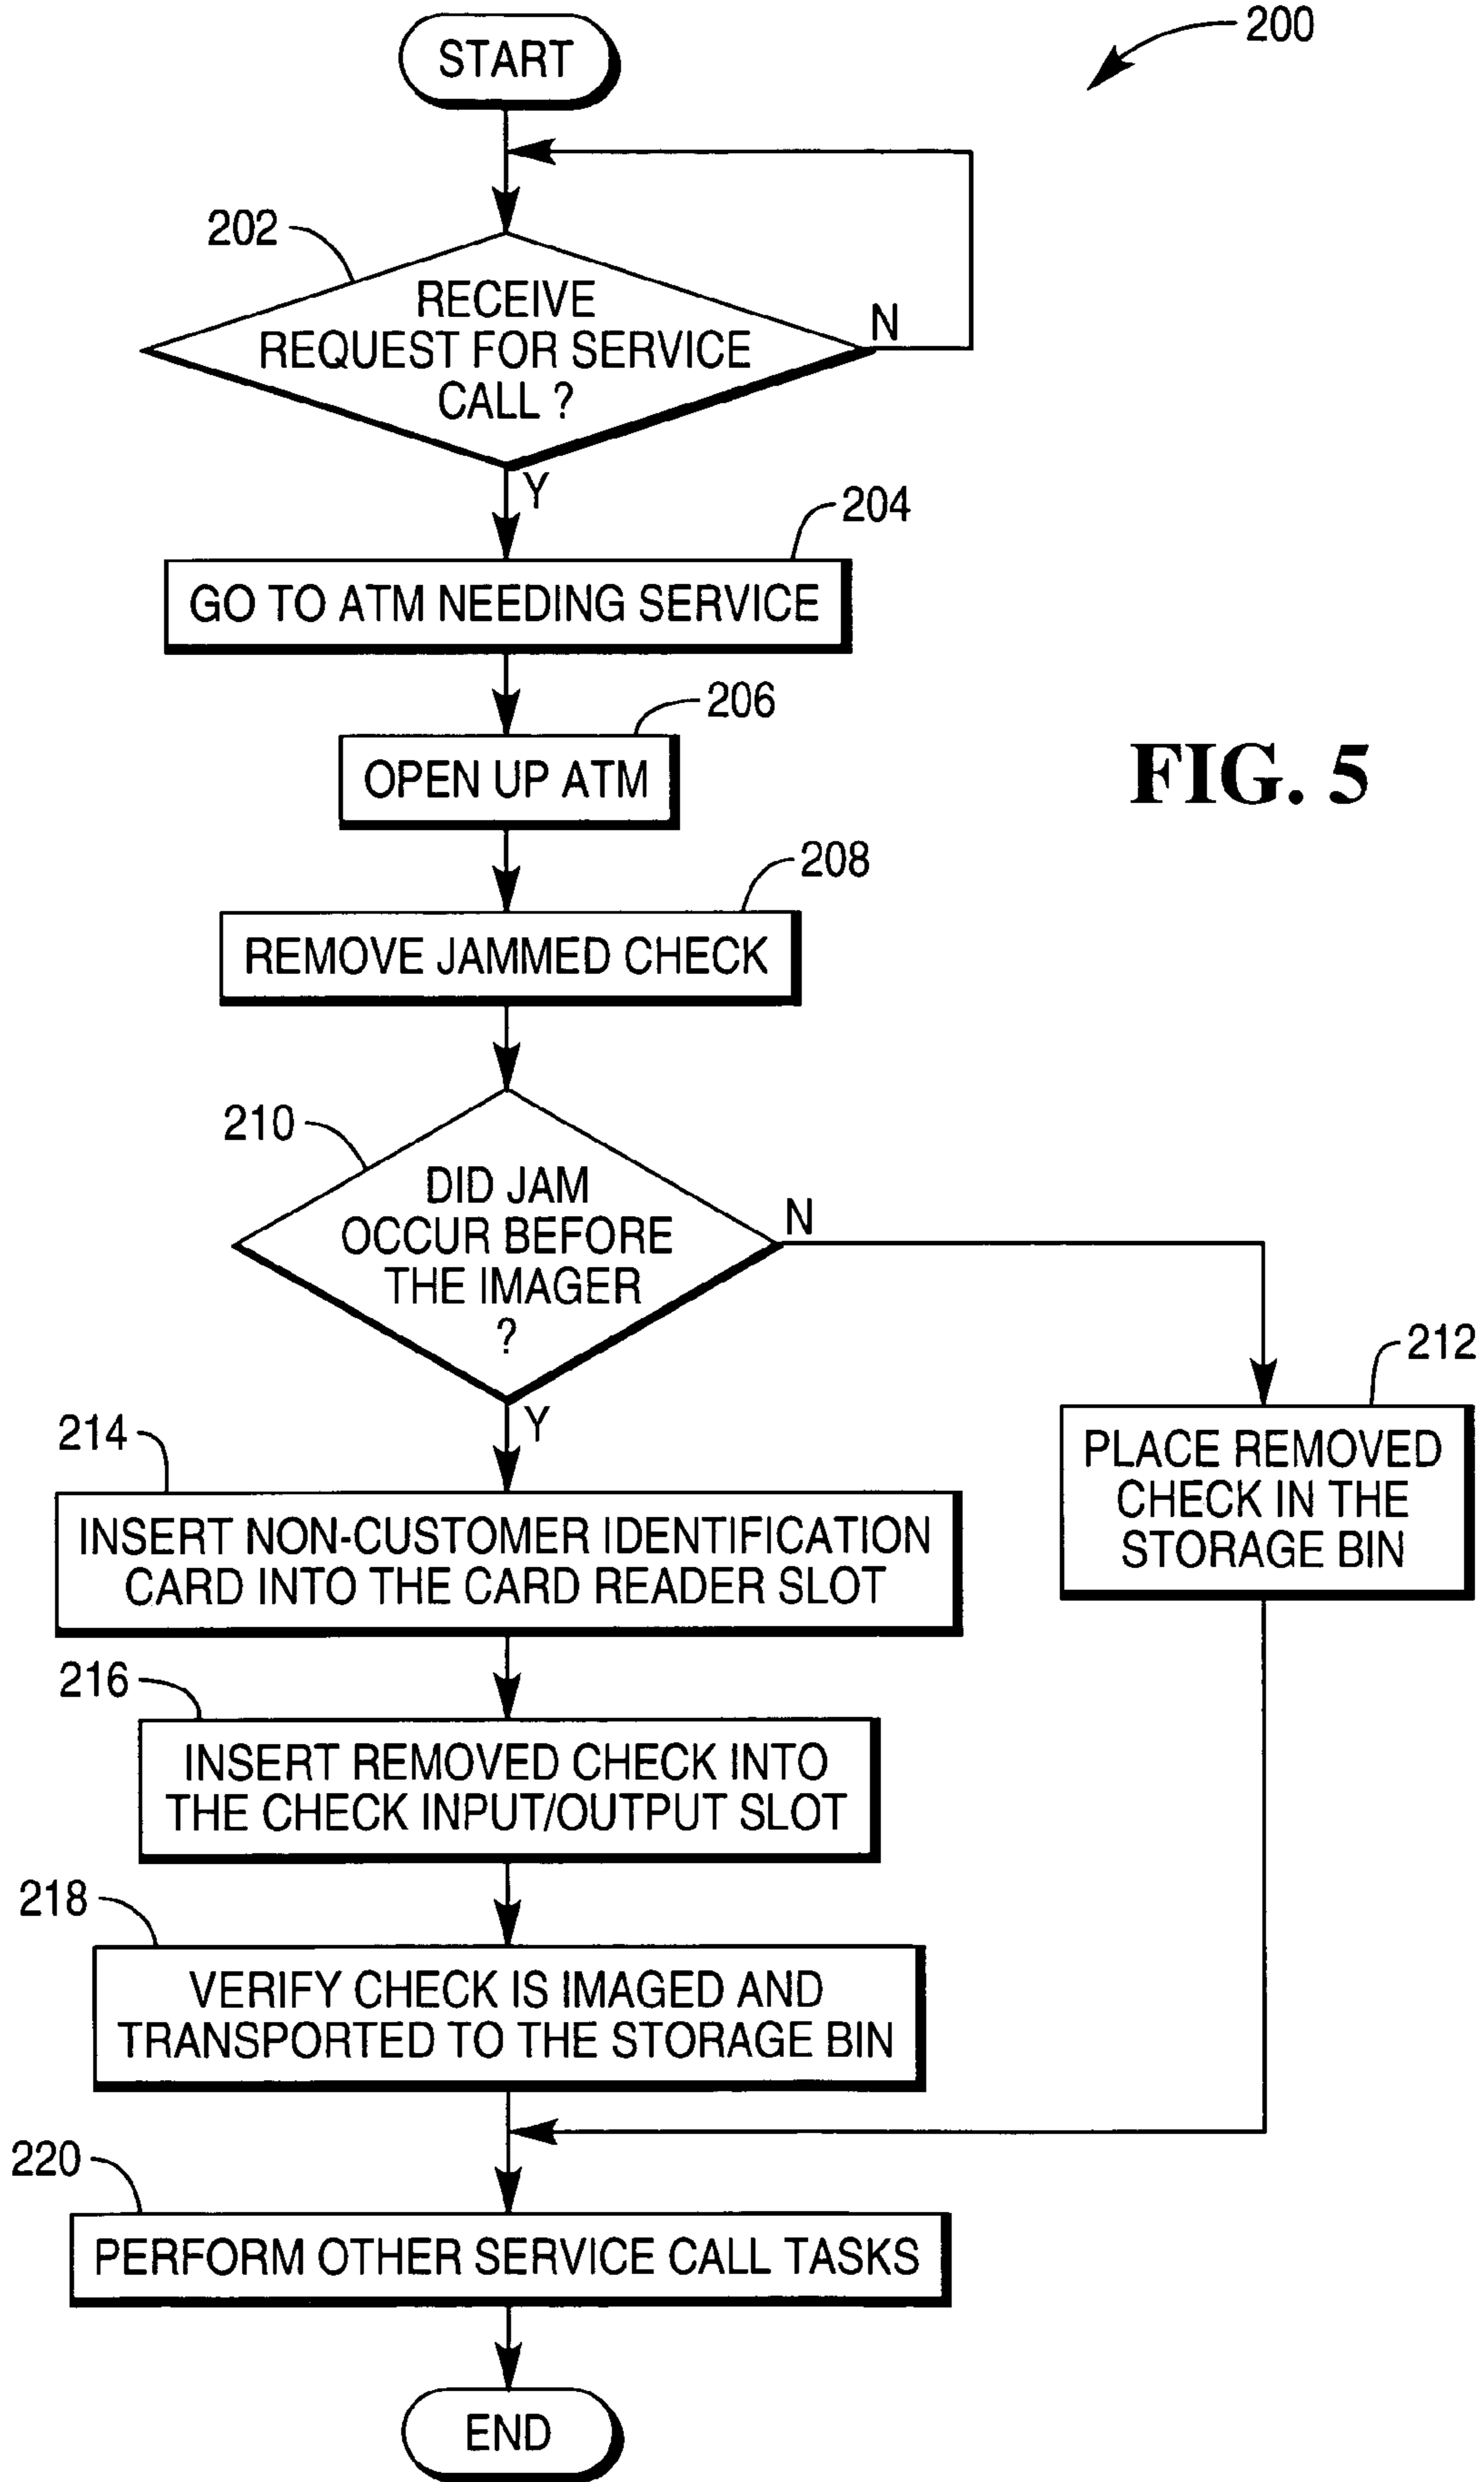 200
START
202
RECEIVE
REQUEST FOR SERVICE
CALL ?
N
Y
204
GO TO ATM NEEDING SERVICE
206
OPEN UP ATM
FIG. 5
208
REMOVE JAMMED CHECK
210
DID JAM
OCCUR BEFORE
THE IMAGER
?
N
Y
212
PLACE REMOVED
CHECK IN THE
STORAGE BIN
214
INSERT NON-CUSTOMER IDENTIFICATION
CARD INTO THE CARD READER SLOT
216
INSERT REMOVED CHECK INTO
THE CHECK INPUT/OUTPUT SLOT
218
VERIFY CHECK IS IMAGED AND
TRANSPORTED TO THE STORAGE BIN
220
PERFORM OTHER SERVICE CALL TASKS
END